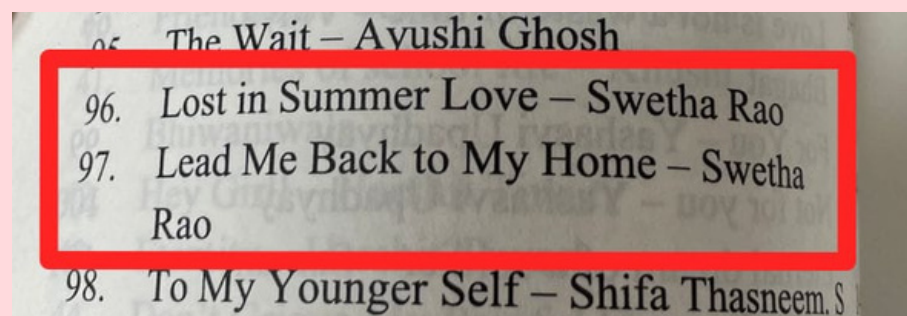 95. The Wait – Ayushi Ghosh
96. Lost in Summer Love – Swetha Rao
97. Lead Me Back to My Home – Swetha
Rao
98. To My Younger Self – Shifa Thasneem. S